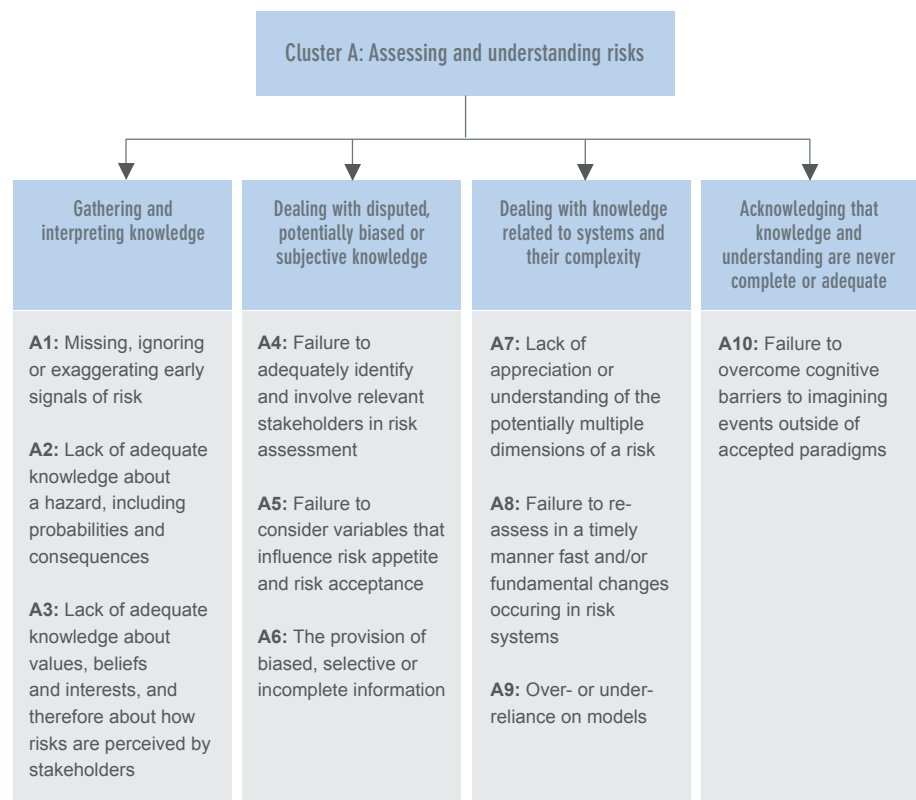 Cluster A: Assessing and understanding risks
Gathering and
interpreting knowledge
A1: Missing, ignoring
or exaggerating early
signals of risk
A2: Lack of adequate
knowledge about
a hazard, including
probabilities and
consequences
A3: Lack of adequate
knowledge about
values, beliefs
and interests, and
therefore about how
risks are perceived by
stakeholders
Dealing with disputed,
potentially biased or
subjective knowledge
A4: Failure to
adequately identify
and involve relevant
stakeholders in risk
assessment
A5: Failure to
consider variables that
influence risk appetite
and risk acceptance
A6: The provision of
biased, selective or
incomplete information
Dealing with knowledge
related to systems and
their complexity
A7: Lack of
appreciation or
understanding of the
potentially multiple
dimensions of a risk
A8: Failure to re-
assess in a timely
manner fast and/or
fundamental changes
occuring in risk
systems
A9: Over- or under-
reliance on models
Acknowledging that
knowledge and
understanding are never
complete or adequate
A10: Failure to
overcome cognitive
barriers to imagining
events outside of
accepted paradigms